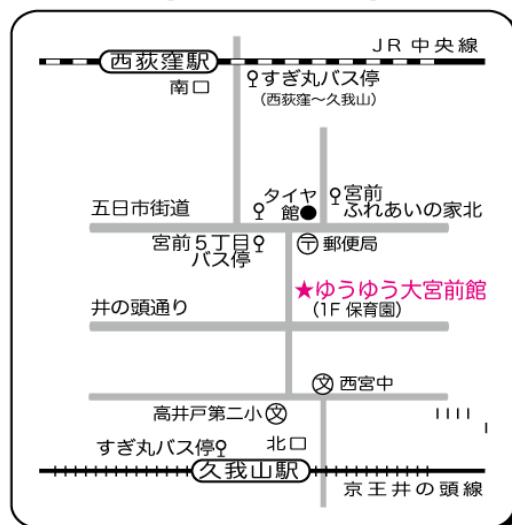 JR 中央線
西荻窪駅
南口
すぎ丸バス停
(西荻窪〜久我山)
タイヤ
館
宮前
ふれあいの家北
五日市街道
宮前5丁目
バス停
〒郵便局
★ゆうゆう大宮前館
(1F 保育園)
井の頭通り
文 西宮中
高井戸第二小 文
すぎ丸バス停
北口
久我山駅
京王井の頭線